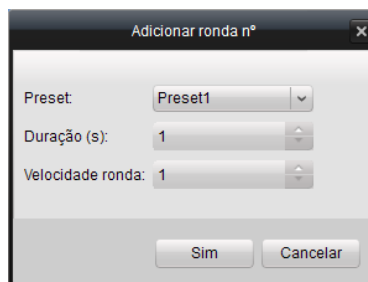 Adicionar ronda nº
Preset: Preset1
Duração (s): 1
Velocidade ronda: 1
Sim Cancelar